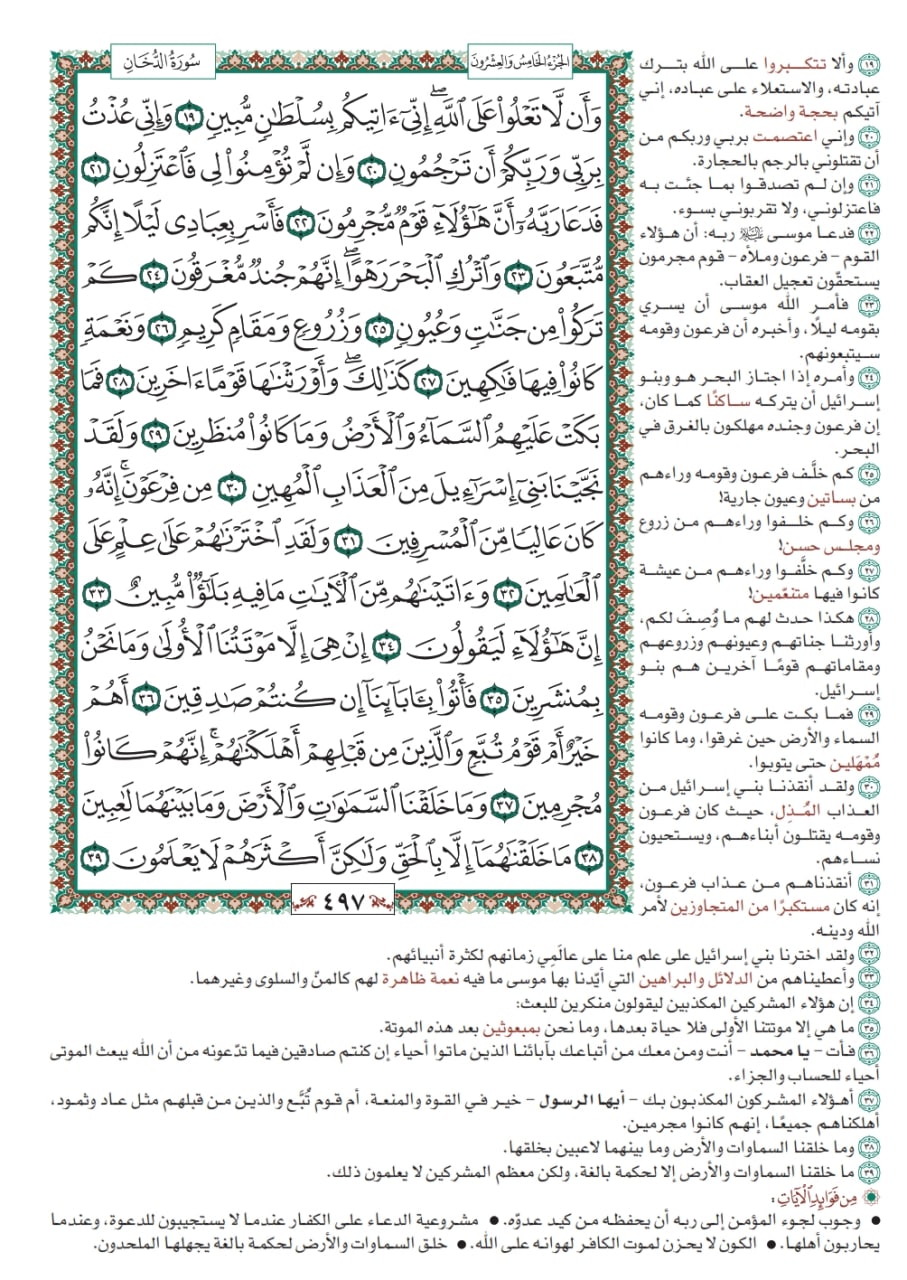 الجزء الخامس والعشرون
سورة الدخان
وَأَن لَّا تَعْلُوا۟ عَلَى ٱللَّهِ ۖ إِنِّىٓ ءَاتِيكُم بِسُلْطَٰنٍ مُّبِينٍ ١٩ وَإِنِّى عُذْتُ
بِرَبِّى وَرَبِّكُمْ أَن تَرْجُمُونِ ٢٠ وَإِن لَّمْ تُؤْمِنُوا۟ لِى فَٱعْتَزِلُونِ ٢١
فَدَعَا رَبَّهُۥٓ أَنَّ هَٰٓؤُلَآءِ قَوْمٌ مُّجْرِمُونَ ٢٢ فَأَسْرِ بِعِبَادِى لَيْلًا إِنَّكُم
مُّتَّبَعُونَ ٢٣ وَٱتْرُكِ ٱلْبَحْرَ رَهْوًا ۖ إِنَّهُمْ جُندٌ مُّغْرَقُونَ ٢٤ كَمْ
تَرَكُوا۟ مِن جَنَّٰتٍ وَعُيُونٍ ٢٥ وَزُرُوعٍ وَمَقَامٍ كَرِيمٍ ٢٦ وَنَعْمَةٍ
كَانُوا۟ فِيهَا فَٰكِهِينَ ٢٧ كَذَٰلِكَ ۖ وَأَوْرَثْنَٰهَا قَوْمًا ءَاخَرِينَ ٢٨ فَمَا
بَكَتْ عَلَيْهِمُ ٱلسَّمَآءُ وَٱلْأَرْضُ وَمَا كَانُوا۟ مُنظَرِينَ ٢٩ وَلَقَدْ
نَجَّيْنَا بَنِىٓ إِسْرَٰٓءِيلَ مِنَ ٱلْعَذَابِ ٱلْمُهِينِ ٣٠ مِن فِرْعَوْنَ ۚ إِنَّهُۥ
كَانَ عَالِيًا مِّنَ ٱلْمُسْرِفِينَ ٣١ وَلَقَدِ ٱخْتَرْنَٰهُمْ عَلَىٰ عِلْمٍ عَلَى
ٱلْعَٰلَمِينَ ٣٢ وَءَاتَيْنَٰهُم مِّنَ ٱلْءَايَٰتِ مَا فِيهِ بَلَٰٓؤٌا۟ مُّبِينٌ ٣٣
إِنَّ هَٰٓؤُلَآءِ لَيَقُولُونَ ٣٤ إِنْ هِىَ إِلَّا مَوْتَتُنَا ٱلْأُولَىٰ وَمَا نَحْنُ
بِمُنشَرِينَ ٣٥ فَأْتُوا۟ بِـَٔابَآئِنَآ إِن كُنتُمْ صَٰدِقِينَ ٣٦ أَهُمْ
خَيْرٌ أَمْ قَوْمُ تُبَّعٍ وَٱلَّذِينَ مِن قَبْلِهِمْ ۚ أَهْلَكْنَٰهُمْ ۖ إِنَّهُمْ كَانُوا۟
مُجْرِمِينَ ٣٧ وَمَا خَلَقْنَا ٱلسَّمَٰوَٰتِ وَٱلْأَرْضَ وَمَا بَيْنَهُمَا لَٰعِبِينَ
٣٨ مَا خَلَقْنَٰهُمَآ إِلَّا بِٱلْحَقِّ وَلَٰكِنَّ أَكْثَرَهُمْ لَا يَعْلَمُونَ ٣٩
٤٩٧
١٩ وألا تتكبروا على الله بترك
عبادته، والاستعلاء على عباده، إني
آتيكم بحجة واضحة.
٢٠ وإني اعتصمت بربي وربكم من
أن تقتلوني بالرجم بالحجارة.
٢١ وإن لم تصدقوا بما جئت به
فاعتزلوني، ولا تقربوني بسوء.
٢٢ فدعا موسى ﷺ ربه: أن هؤلاء
القوم - فرعون وملأه - قوم مجرمون
يستحقّون تعجيل العقاب.
٢٣ فأمر الله موسى أن يسري
بقومه ليلًا، وأخبره أن فرعون وقومه
سيتبعونهم.
٢٤ وأمره إذا اجتاز البحر هو وبنو
إسرائيل أن يتركه ساكنًا كما كان،
إن فرعون وجنده مهلكون بالغرق في
البحر.
٢٥ كم خلَّف فرعون وقومه وراءهم
من بساتين وعيون جارية!
٢٦ وكم خلفوا وراءهم من زروع
ومجلس حسن!
٢٧ وكم خلَّفوا وراءهم من عيشة
كانوا فيها متنعّمين!
٢٨ هكذا حدث لهم ما وُصِفَ لكم،
وأورثنا جناتهم وعيونهم وزروعهم
ومقاماتهم قومًا آخرين هم بنو
إسرائيل.
٢٩ فما بكت على فرعون وقومه
السماء والأرض حين غرقوا، وما كانوا
مُمْهَلين حتى يتوبوا.
٣٠ ولقد أنقذنا بني إسرائيل من
العذاب المُذِل، حيث كان فرعون
وقومه يقتلون أبناءهم، ويستحيون
نساءهم.
٣١ أنقذناهم من عذاب فرعون،
إنه كان مستكبرًا من المتجاوزين لأمر
الله ودينه.
٣٢ ولقد اخترنا بني إسرائيل على علم منا على عالَمِي زمانهم لكثرة أنبيائهم.
٣٣ وأعطيناهم من الدلائل والبراهين التي أيّدنا بها موسى ما فيه نعمة ظاهرة لهم كالمنّ والسلوى وغيرهما.
٣٤ إن هؤلاء المشركين المكذبين ليقولون منكرين للبعث:
٣٥ ما هي إلا موتتنا الأولى فلا حياة بعدها، وما نحن بمبعوثين بعد هذه الموتة.
٣٦ فأت - يا محمد - أنت ومن معك من أتباعك بآبائنا الذين ماتوا أحياء إن كنتم صادقين فيما تدّعونه من أن الله يبعث الموتى
أحياء للحساب والجزاء.
٣٧ أهؤلاء المشركون المكذبون بك - أيها الرسول - خير في القوة والمنعة، أم قوم تُبَّع والذين من قبلهم مثل عاد وثمود،
أهلكناهم جميعًا، إنهم كانوا مجرمين.
٣٨ وما خلقنا السماوات والأرض وما بينهما لاعبين بخلقها.
٣٩ ما خلقنا السماوات والأرض إلا لحكمة بالغة، ولكن معظم المشركين لا يعلمون ذلك.
من فوائد الآيات:
• وجوب لجوء المؤمن إلى ربه أن يحفظه من كيد عدوّه. • مشروعية الدعاء على الكفار عندما لا يستجيبون للدعوة، وعندما
يحاربون أهلها. • الكون لا يحزن لموت الكافر لهوانه على الله. • خلق السماوات والأرض لحكمة بالغة يجهلها الملحدون.